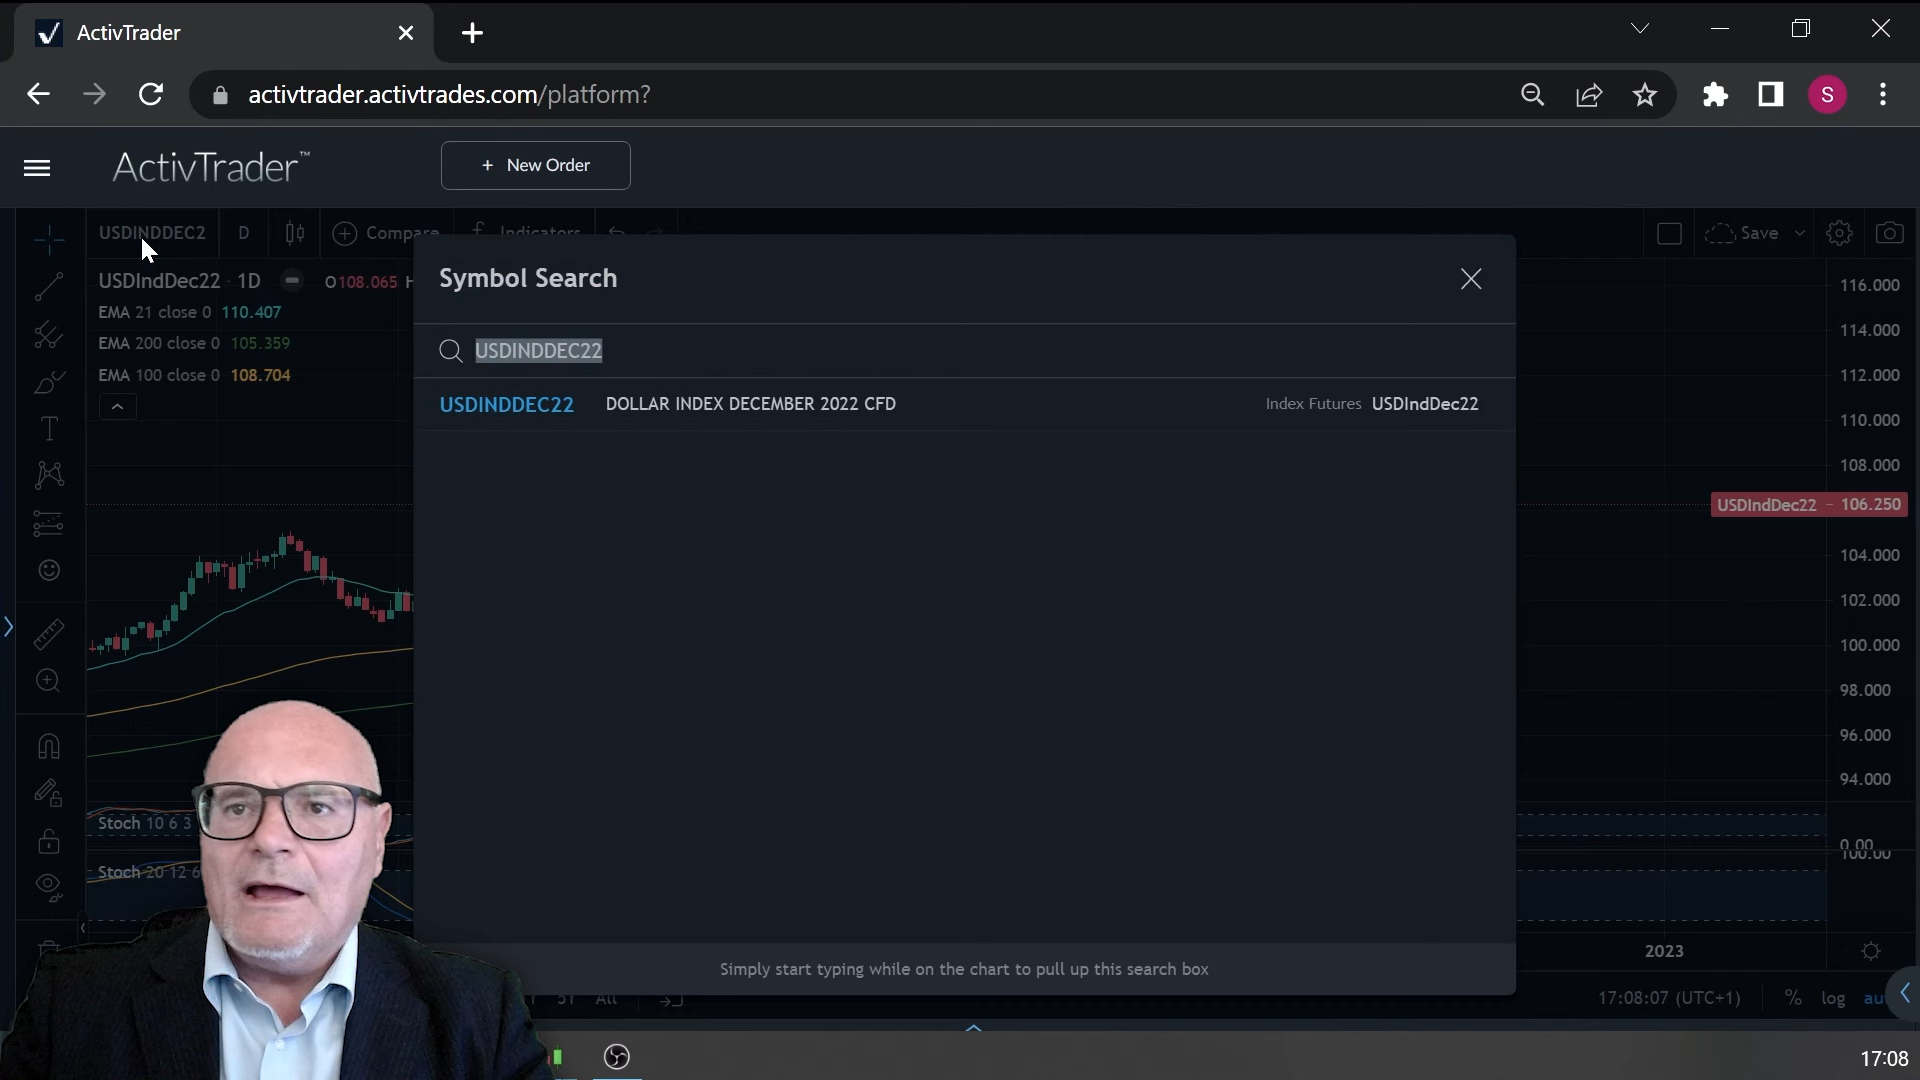 ActivTrader
activtrader.activtrades.com/platform?
S
ActivTrader™
+ New Order
USDINDDEC2
D
Compare
Indicators
Save
USDIndDec22 · 1D
O108.065
EMA 21 close 0 110.407
EMA 200 close 0 105.359
EMA 100 close 0 108.704
Symbol Search
USDINDDEC22
USDINDDEC22 DOLLAR INDEX DECEMBER 2022 CFD Index Futures USDIndDec22
116.000
114.000
112.000
110.000
108.000
USDIndDec22 106.250
104.000
102.000
100.000
98.000
96.000
94.000
Stoch 10 6 3
0.00
100.00
Stoch 20 12 6
2023
Simply start typing while on the chart to pull up this search box
5Y All
17:08:07 (UTC+1) % log
17:08